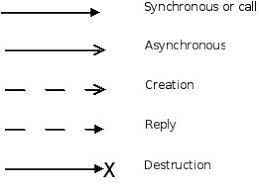 Synchronous or call
Asynchronous
Creation
Reply
X Destruction